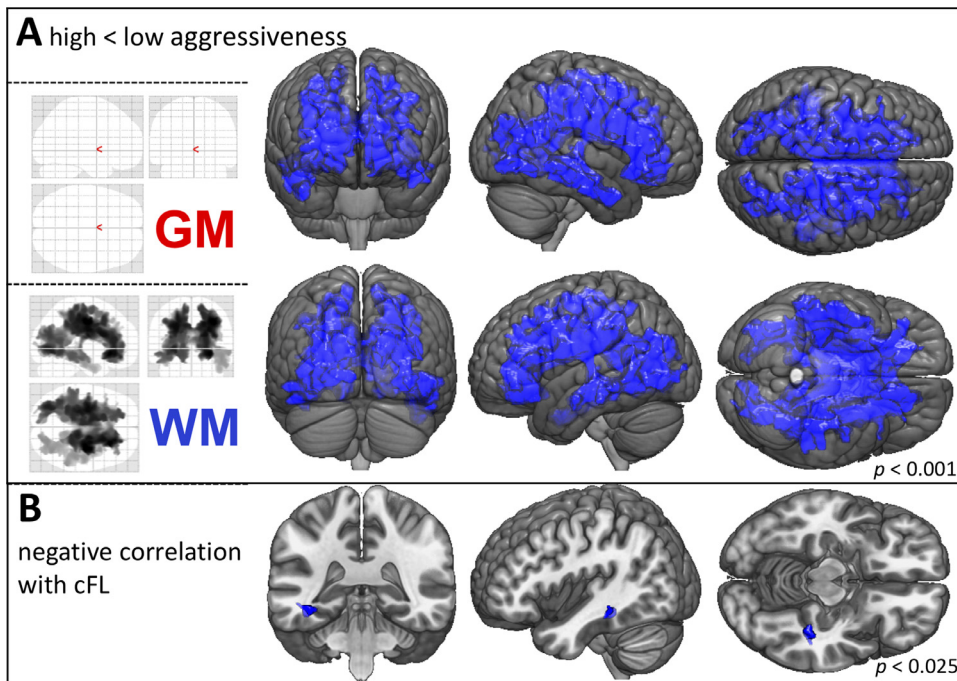 A high < low aggressiveness
<
<
<
GM
WM
p < 0.001
B
negative correlation
with cFL
p < 0.025